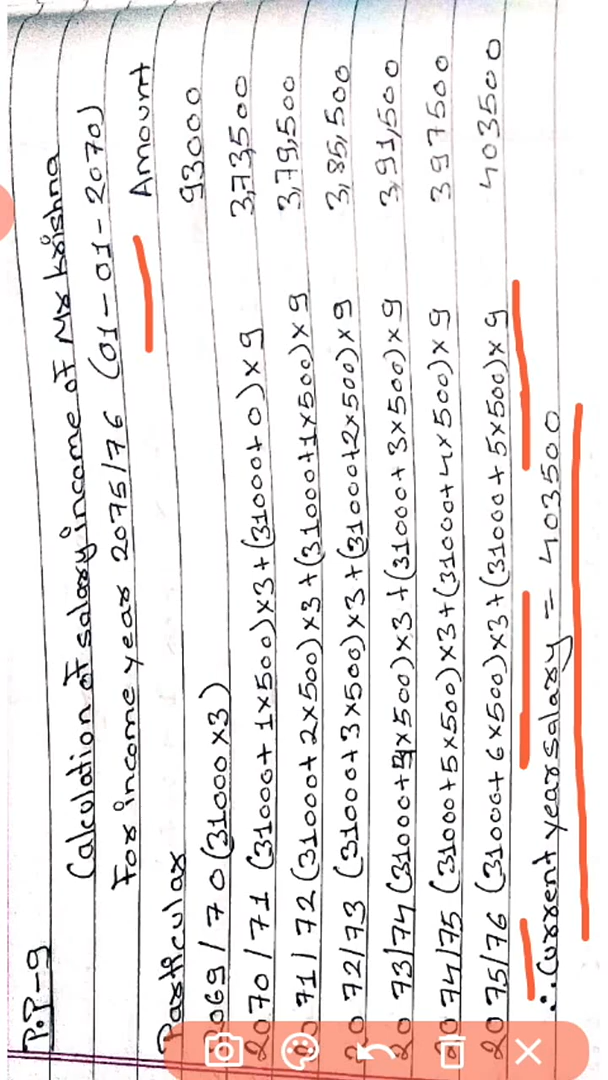 P.P-9
Calculation of salary income of Mr Krishna
For income year 2075/76 (01-01-2070)
Particular Amount
2069/70 (31000×3) 93000
2070/71 (31000+1×500)×3+(31000+0)×9 3,73,500
2071/72 (31000+2×500)×3+(31000+1×500)×9 3,79,500
2072/73 (31000+3×500)×3+(31000+2×500)×9 3,85,500
2073/74 (31000+4×500)×3+(31000+3×500)×9 3,91,500
2074/75 (31000+5×500)×3+(31000+4×500)×9 397500
2075/76 (31000+6×500)×3+(31000+5×500)×9 403500
∴ Current year salary = 403500